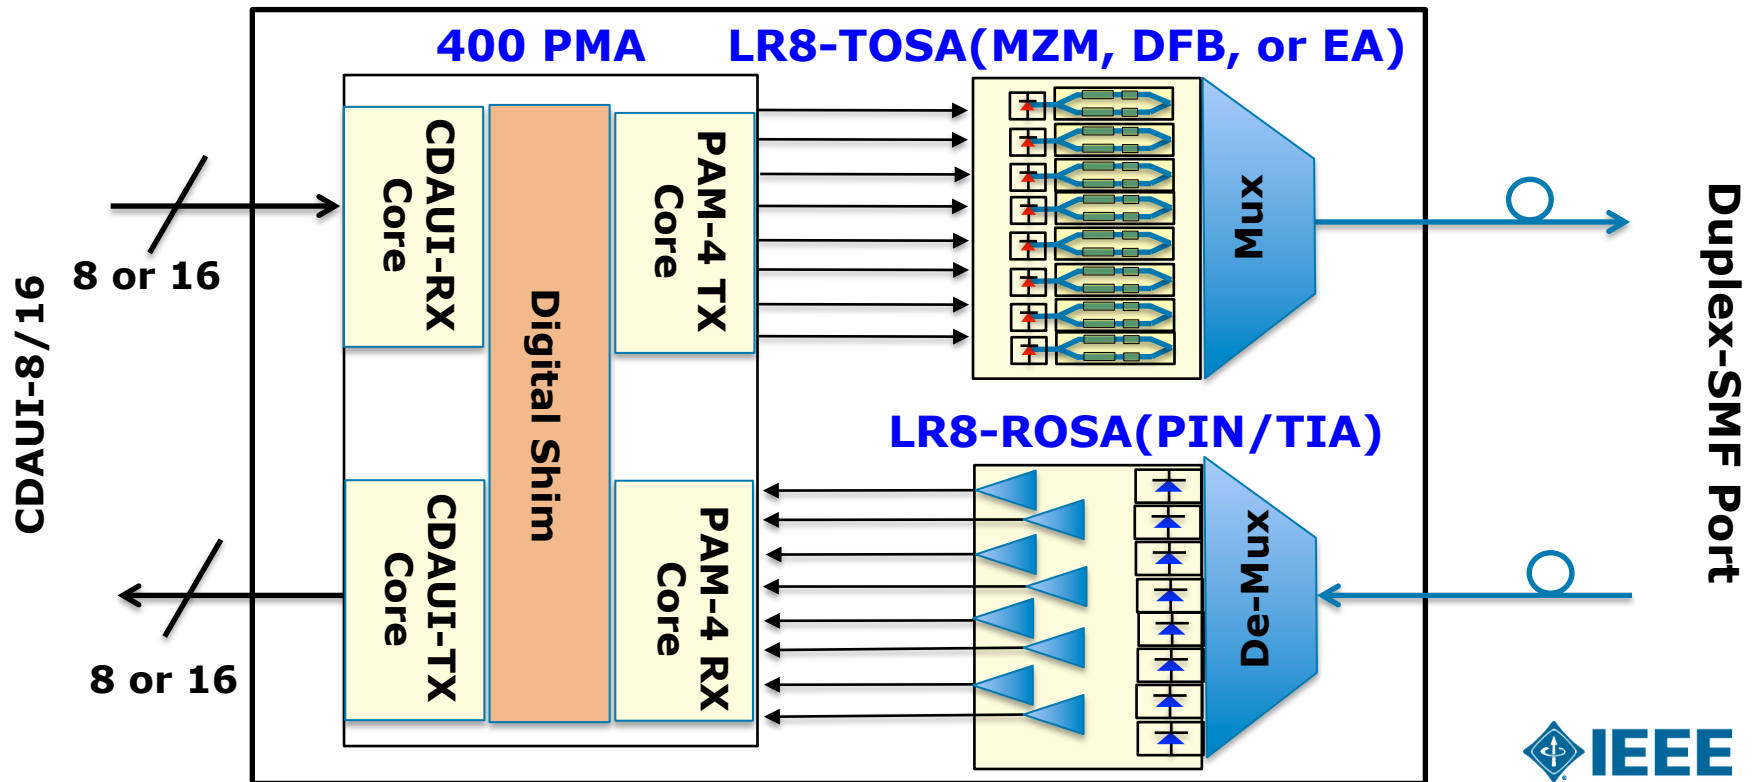 400 PMA
LR8-TOSA(MZM, DFB, or EA)
CDAUI-RX
Core
Digital Shim
PAM-4 TX
Core
Mux
8 or 16
CDAUI-8/16
Duplex-SMF Port
LR8-ROSA(PIN/TIA)
CDAUI-TX
Core
PAM-4 RX
Core
De-Mux
8 or 16
IEEE